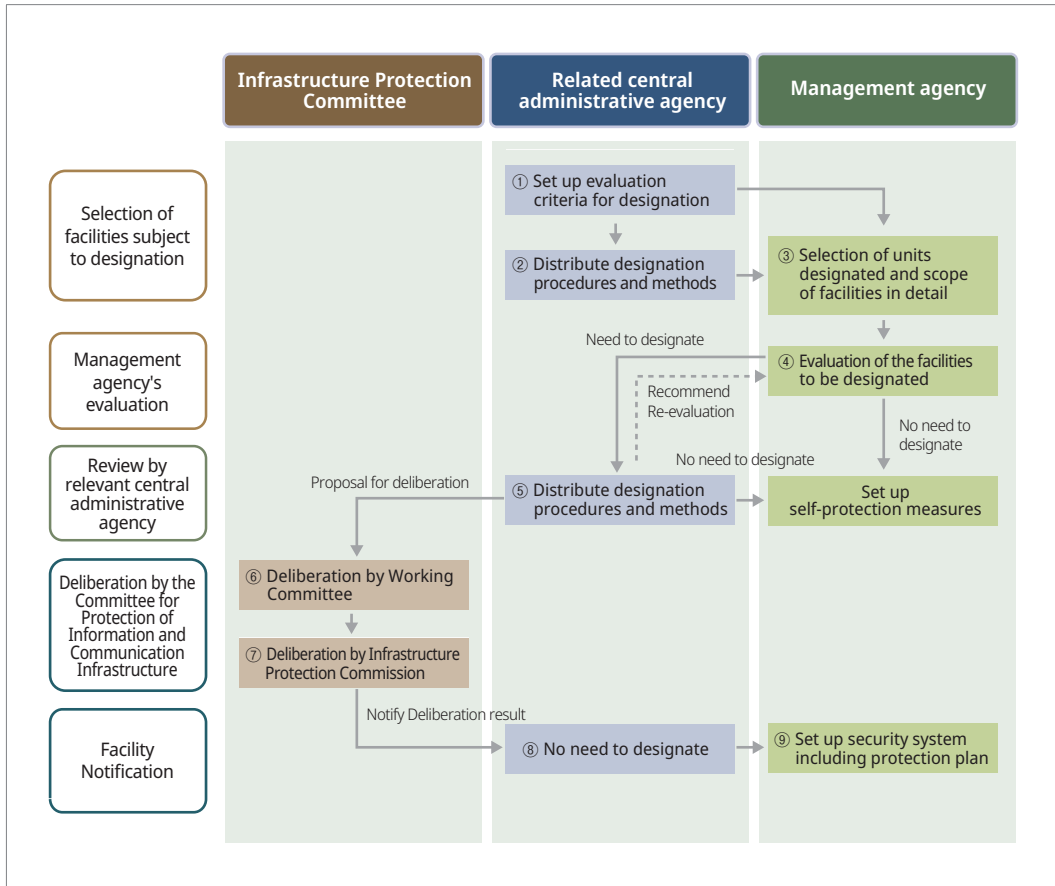 Infrastructure Protection
Committee
Related central
administrative agency
Management agency
Selection of
facilities subject
to designation
① Set up evaluation
criteria for designation
② Distribute designation
procedures and methods
③ Selection of units
designated and scope
of facilities in detail
Management
agency's
evaluation
Need to designate
④ Evaluation of the facilities
to be designated
Recommend
Re-evaluation
No need to
designate
Review by
relevant central
administrative
agency
Proposal for deliberation
No need to designate
⑤ Distribute designation
procedures and methods
Set up
self-protection measures
Deliberation by the
Committee for
Protection of
Information and
Communication
Infrastructure
⑥ Deliberation by Working
Committee
⑦ Deliberation by Infrastructure
Protection Commission
Notify Deliberation result
Facility
Notification
⑧ No need to designate
⑨ Set up security system
including protection plan